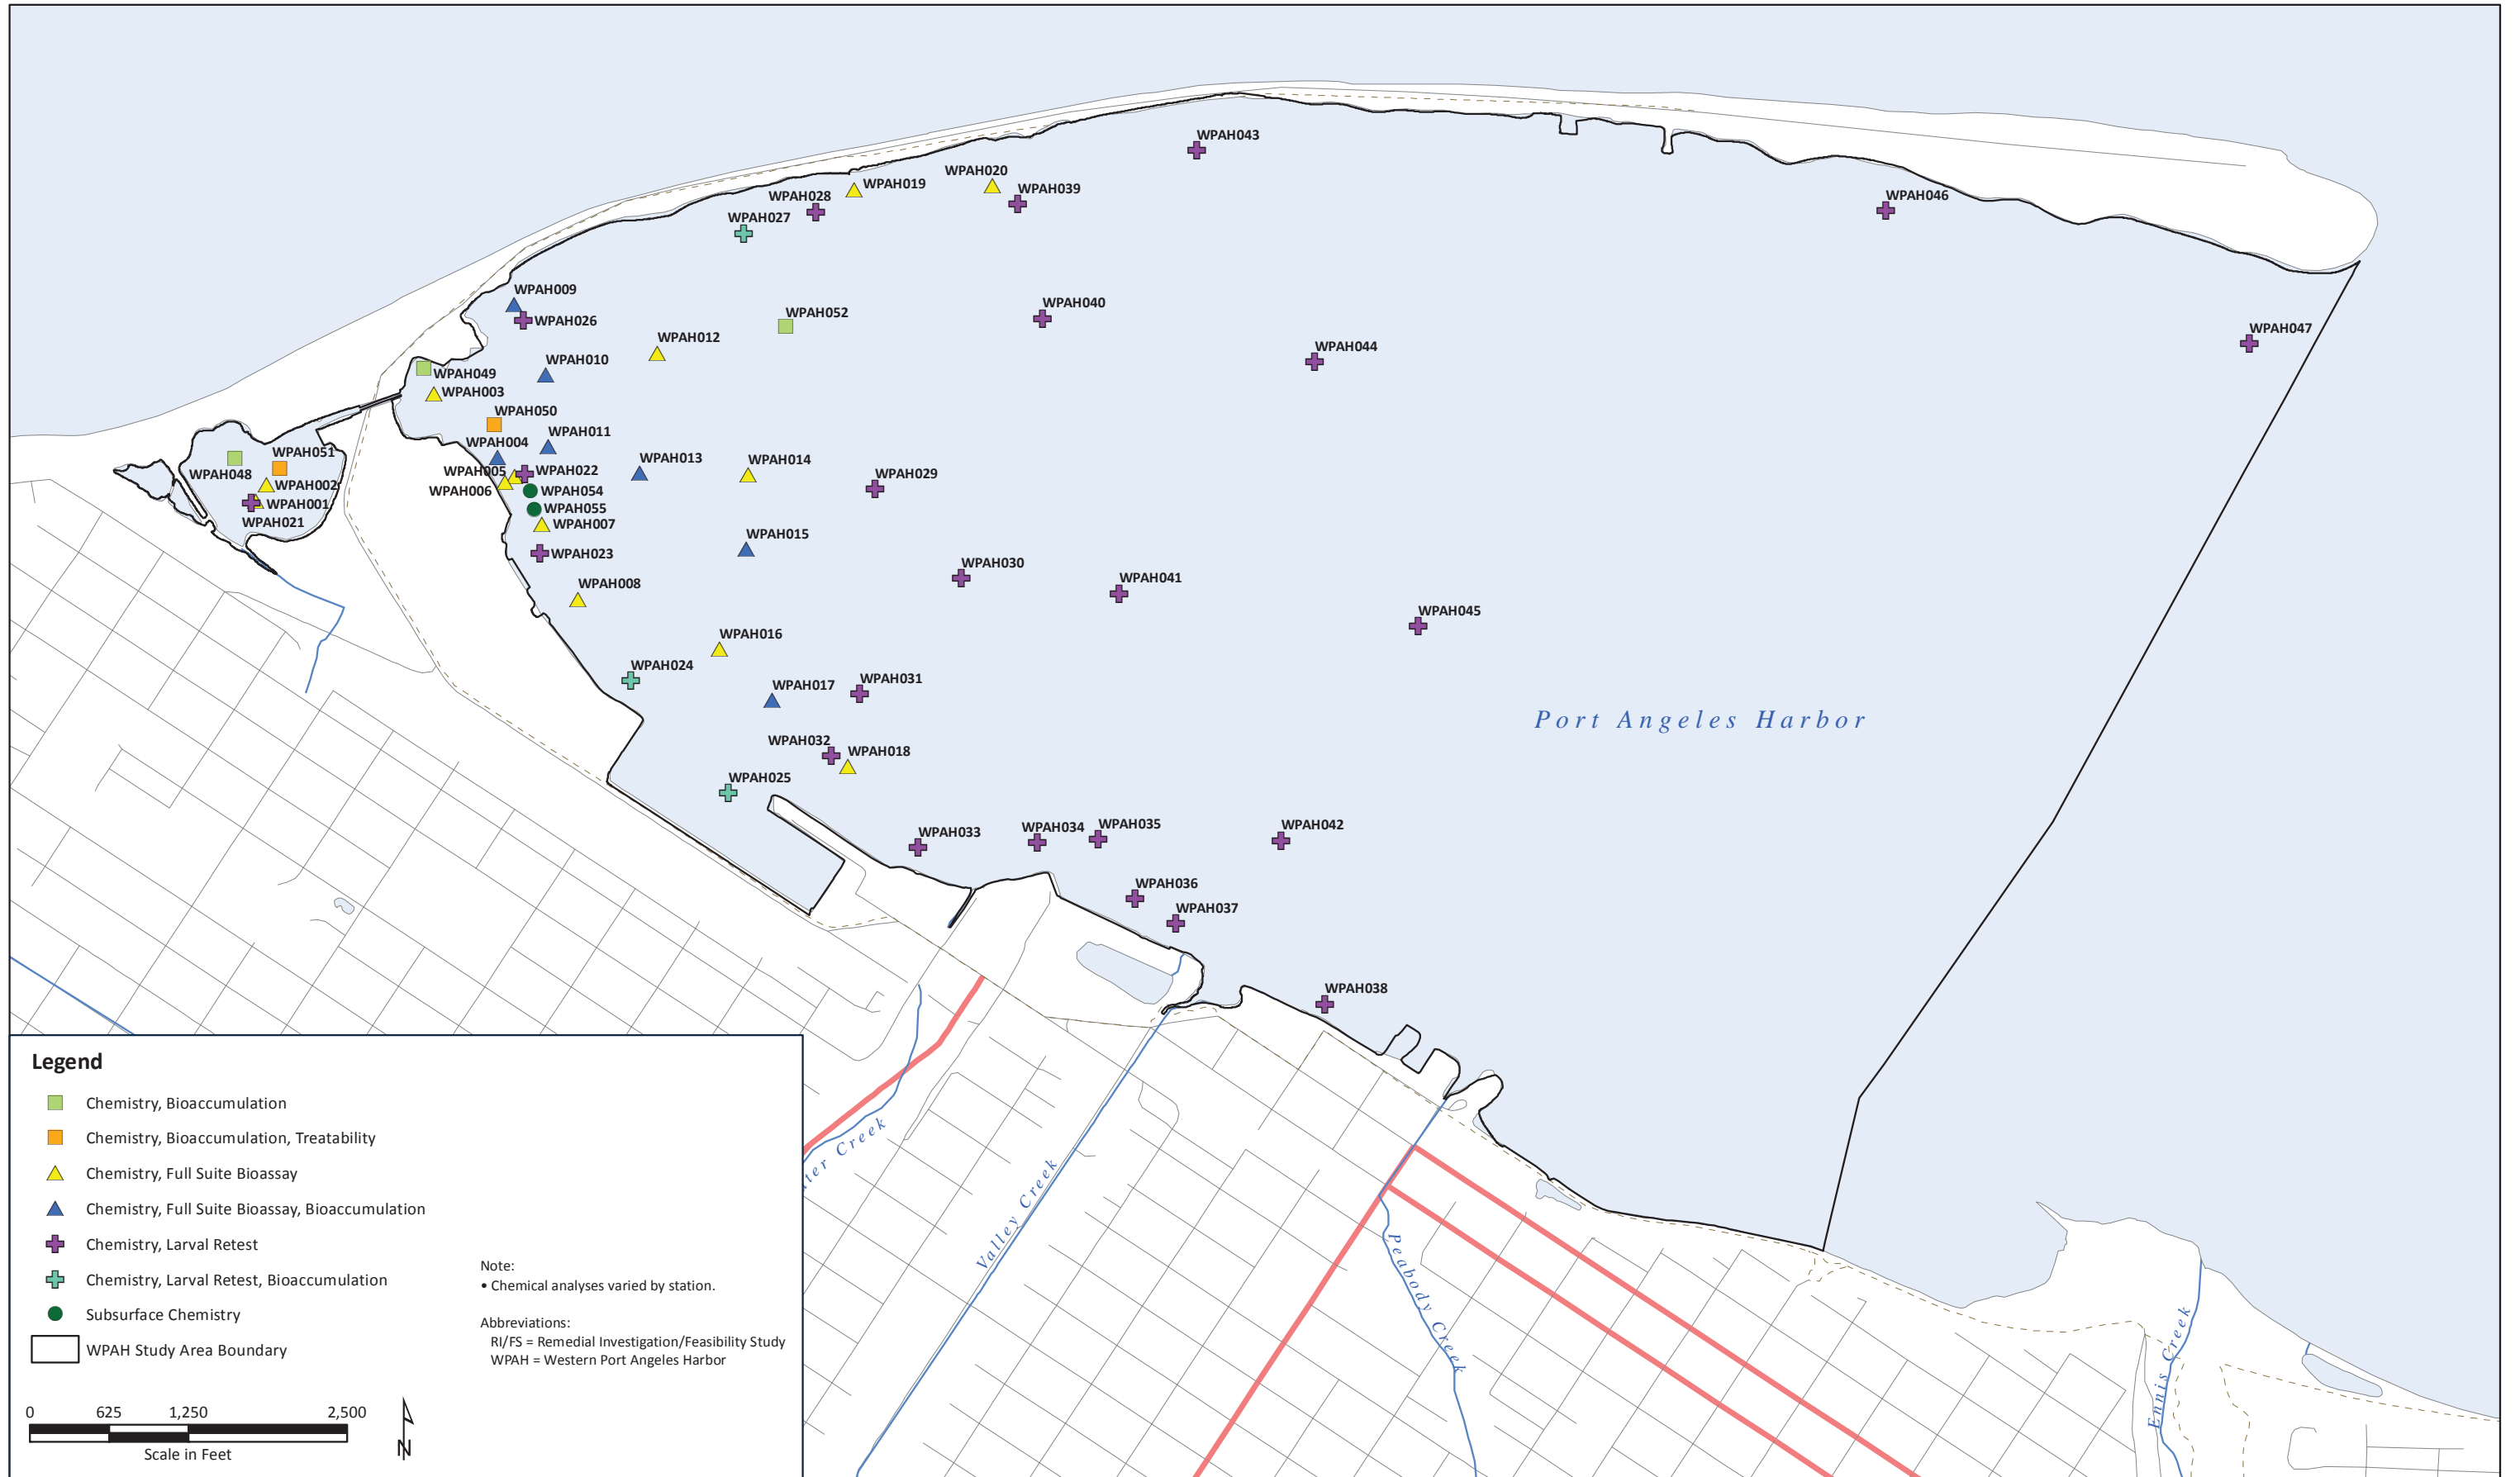 WPAH043
WPAH020
WPAH019
WPAH039
WPAH028
WPAH046
WPAH027
WPAH009
WPAH026
WPAH052
WPAH040
WPAH047
WPAH012
WPAH044
WPAH010
WPAH049
WPAH003
WPAH050
WPAH011
WPAH004
WPAH051
WPAH013
WPAH014
WPAH005
WPAH022
WPAH048
WPAH029
WPAH002
WPAH006
WPAH054
WPAH001
WPAH055
WPAH021
WPAH007
WPAH015
WPAH023
WPAH030
WPAH041
WPAH008
WPAH045
WPAH016
WPAH024
WPAH031
WPAH017
Port Angeles Harbor
WPAH032
WPAH018
WPAH025
WPAH033
WPAH034
WPAH035
WPAH042
WPAH036
WPAH037
WPAH038
Legend
Chemistry, Bioaccumulation
Chemistry, Bioaccumulation, Treatability
Chemistry, Full Suite Bioassay
Chemistry, Full Suite Bioassay, Bioaccumulation
Chemistry, Larval Retest
Chemistry, Larval Retest, Bioaccumulation
Subsurface Chemistry
WPAH Study Area Boundary
Note:
• Chemical analyses varied by station.
Abbreviations:
RI/FS = Remedial Investigation/Feasibility Study
WPAH = Western Port Angeles Harbor
0 625 1,250 2,500
Scale in Feet
N
Creek
Valley Creek
Peabody Creek
Ennis Creek